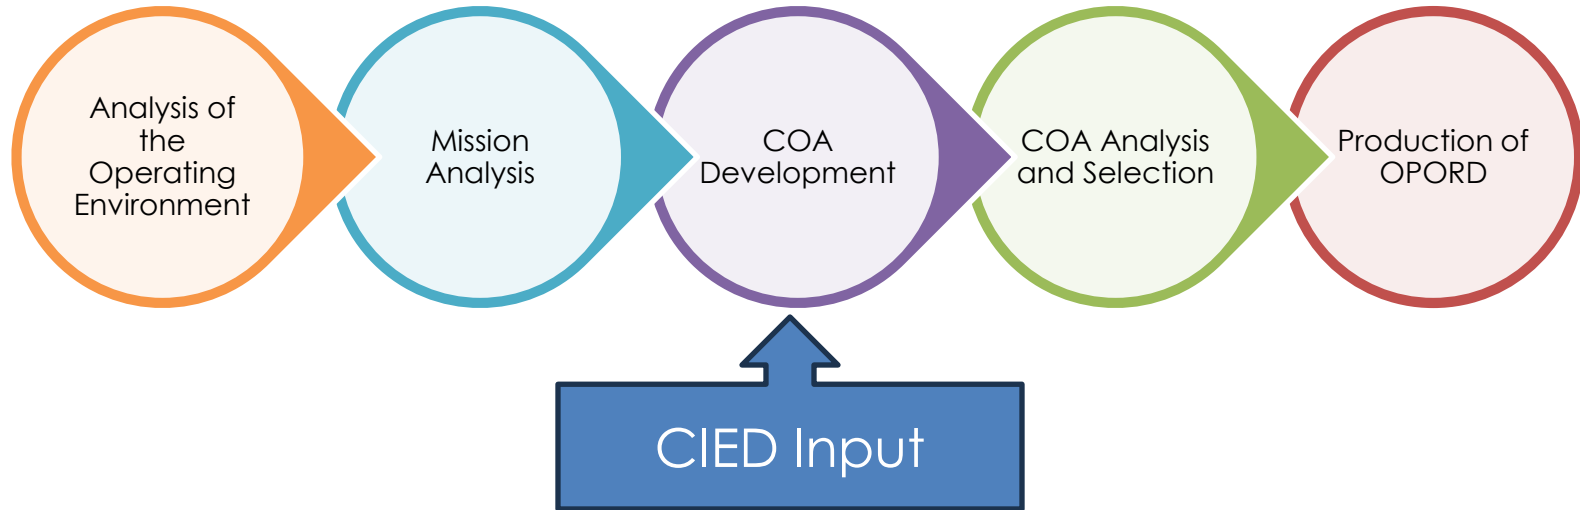 Analysis of
the
Operating
Environment
Mission
Analysis
COA
Development
COA Analysis
and Selection
Production of
OPORD
CIED Input